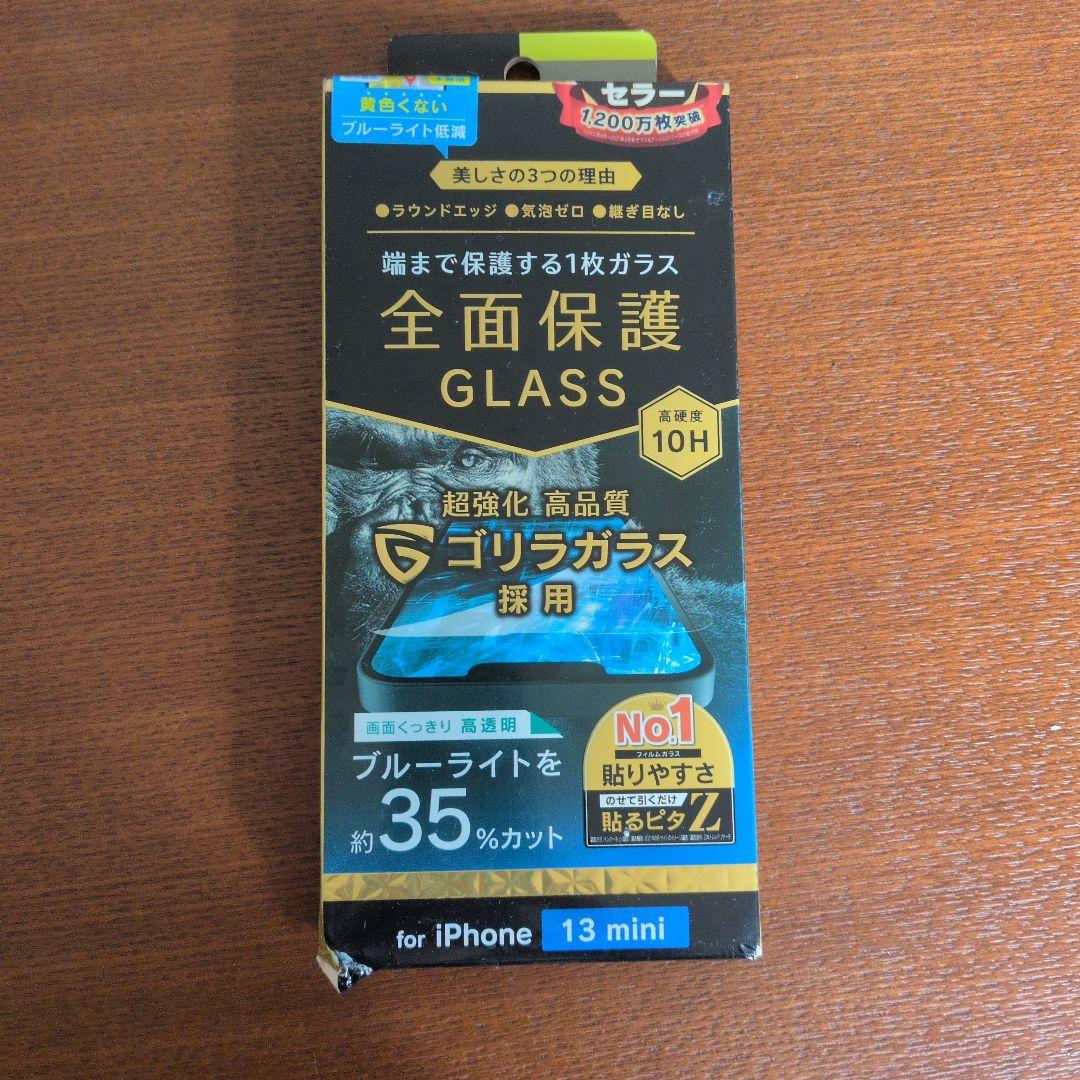 黄色くない
ブルーライト低減
セラー
1,200万枚突破
美しさの3つの理由
●ラウンドエッジ ●気泡ゼロ ●継ぎ目なし
端まで保護する1枚ガラス
全面保護
GLASS
高硬度
10H
超強化 高品質
ゴリラガラス
採用
画面くっきり 高透明
ブルーライトを
約35%カット
No.1
フィルムガラス
貼りやすさ
のせて引くだけ
貼るピタZ
for iPhone 13 mini